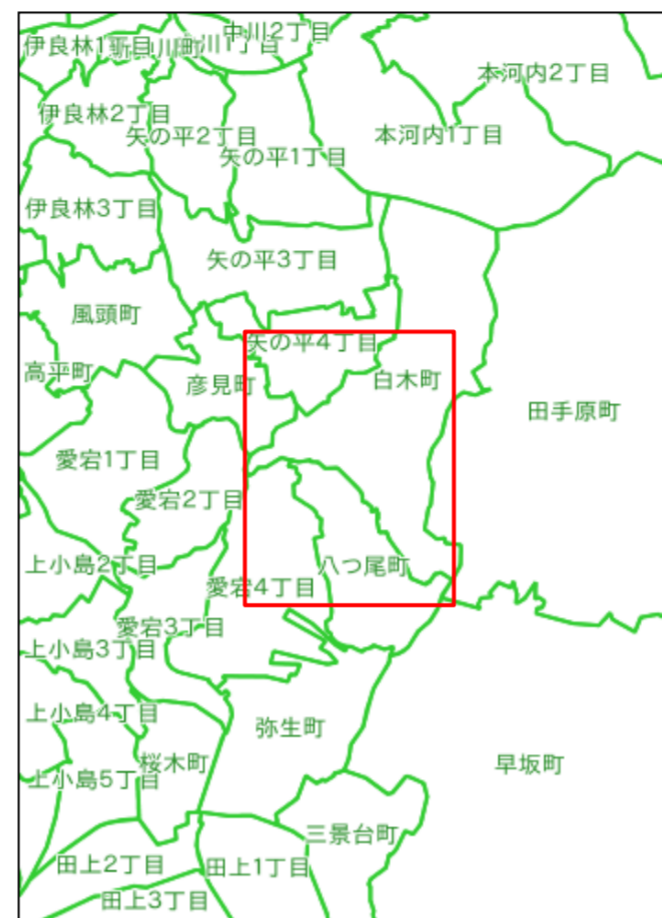 中川2丁目
伊良林1丁目
川1丁目
本河内2丁目
伊良林2丁目
矢の平2丁目
本河内1丁目
矢の平1丁目
伊良林3丁目
矢の平3丁目
風頭町
矢の平4丁目
高平町
彦見町
白木町
田手原町
愛宕1丁目
愛宕2丁目
上小島2丁目
八つ尾町
愛宕4丁目
愛宕3丁目
上小島3丁目
上小島4丁目
弥生町
桜木町
早坂町
上小島5丁目
三景台町
田上2丁目
田上1丁目
田上3丁目